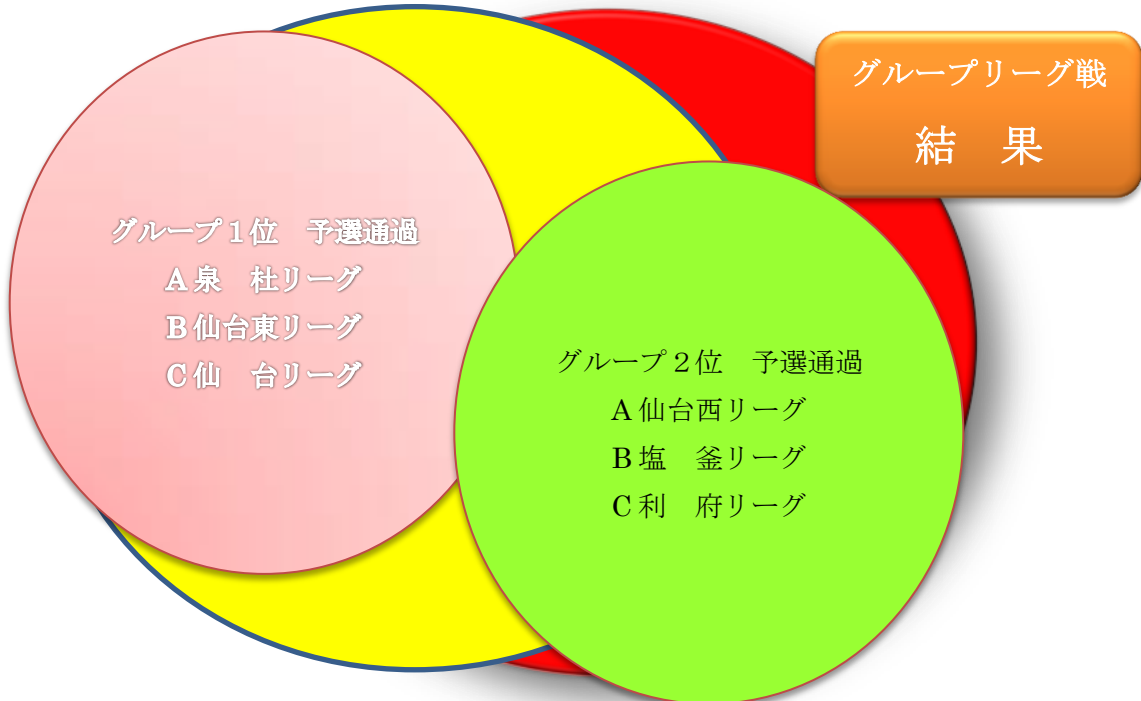 グループリーグ戦
結　果
グループ１位　予選通過
A泉　杜リーグ
B仙台東リーグ
C仙　台リーグ
グループ２位　予選通過
A仙台西リーグ
B塩　釜リーグ
C利　府リーグ